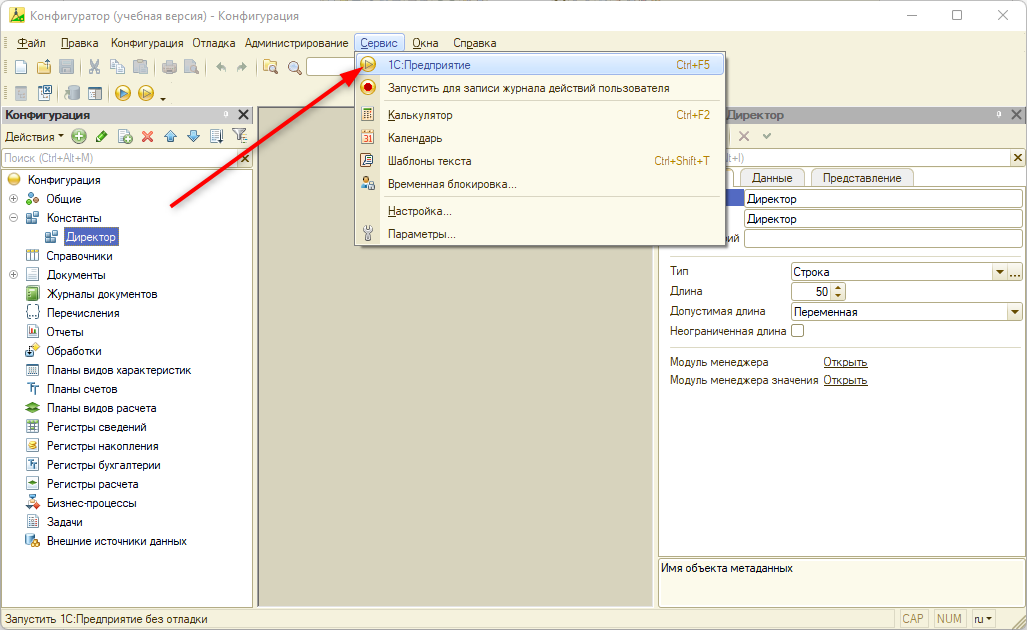 Конфигуратор (учебная версия) - Конфигурация
Файл Правка Конфигурация Отладка Администрирование Сервис Окна Справка
1С:Предприятие Ctrl+F5
Запустить для записи журнала действий пользователя
Калькулятор Ctrl+F2
Календарь
Шаблоны текста Ctrl+Shift+T
Временная блокировка...
Настройка...
Параметры...
Конфигурация
Действия
Поиск (Ctrl+Alt+M)
Конфигурация
Общие
Константы
Директор
Справочники
Документы
Журналы документов
Перечисления
Отчеты
Обработки
Планы видов характеристик
Планы счетов
Планы видов расчета
Регистры сведений
Регистры накопления
Регистры бухгалтерии
Регистры расчета
Бизнес-процессы
Задачи
Внешние источники данных
Директор
Данные Представление
Директор
Директор
Тип Строка
Длина 50
Допустимая длина Переменная
Неограниченная длина
Модуль менеджера Открыть
Модуль менеджера значения Открыть
Имя объекта метаданных
Запустить 1С:Предприятие без отладки CAP NUM ru